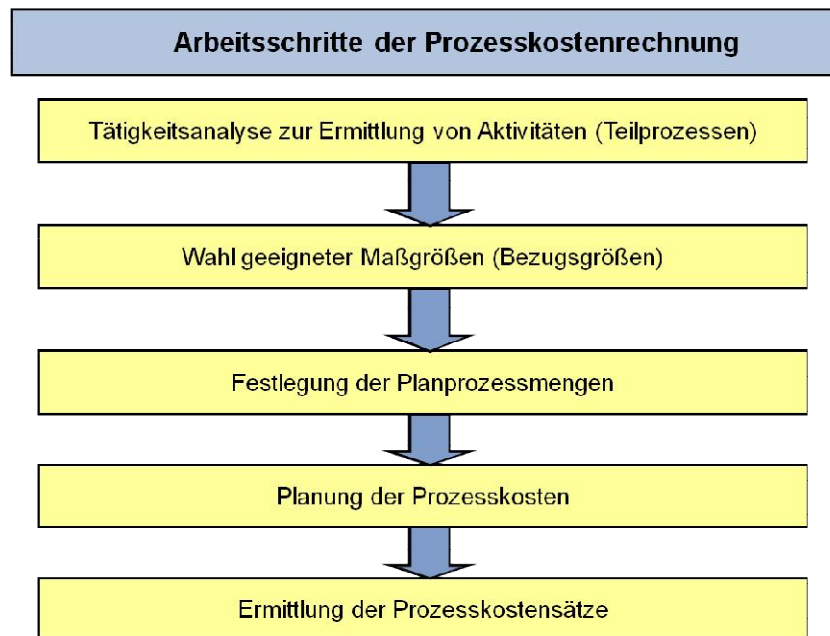 Arbeitsschritte der Prozesskostenrechnung
Tätigkeitsanalyse zur Ermittlung von Aktivitäten (Teilprozessen)
Wahl geeigneter Maßgrößen (Bezugsgrößen)
Festlegung der Planprozessmengen
Planung der Prozesskosten
Ermittlung der Prozesskostensätze